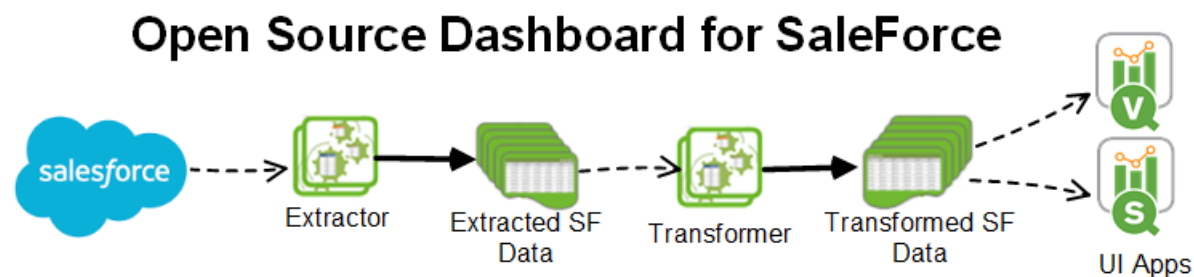 Open Source Dashboard for SaleForce
salesforce
Extractor
Extracted SF
Data
Transformer
Transformed SF
Data
V
S
UI Apps